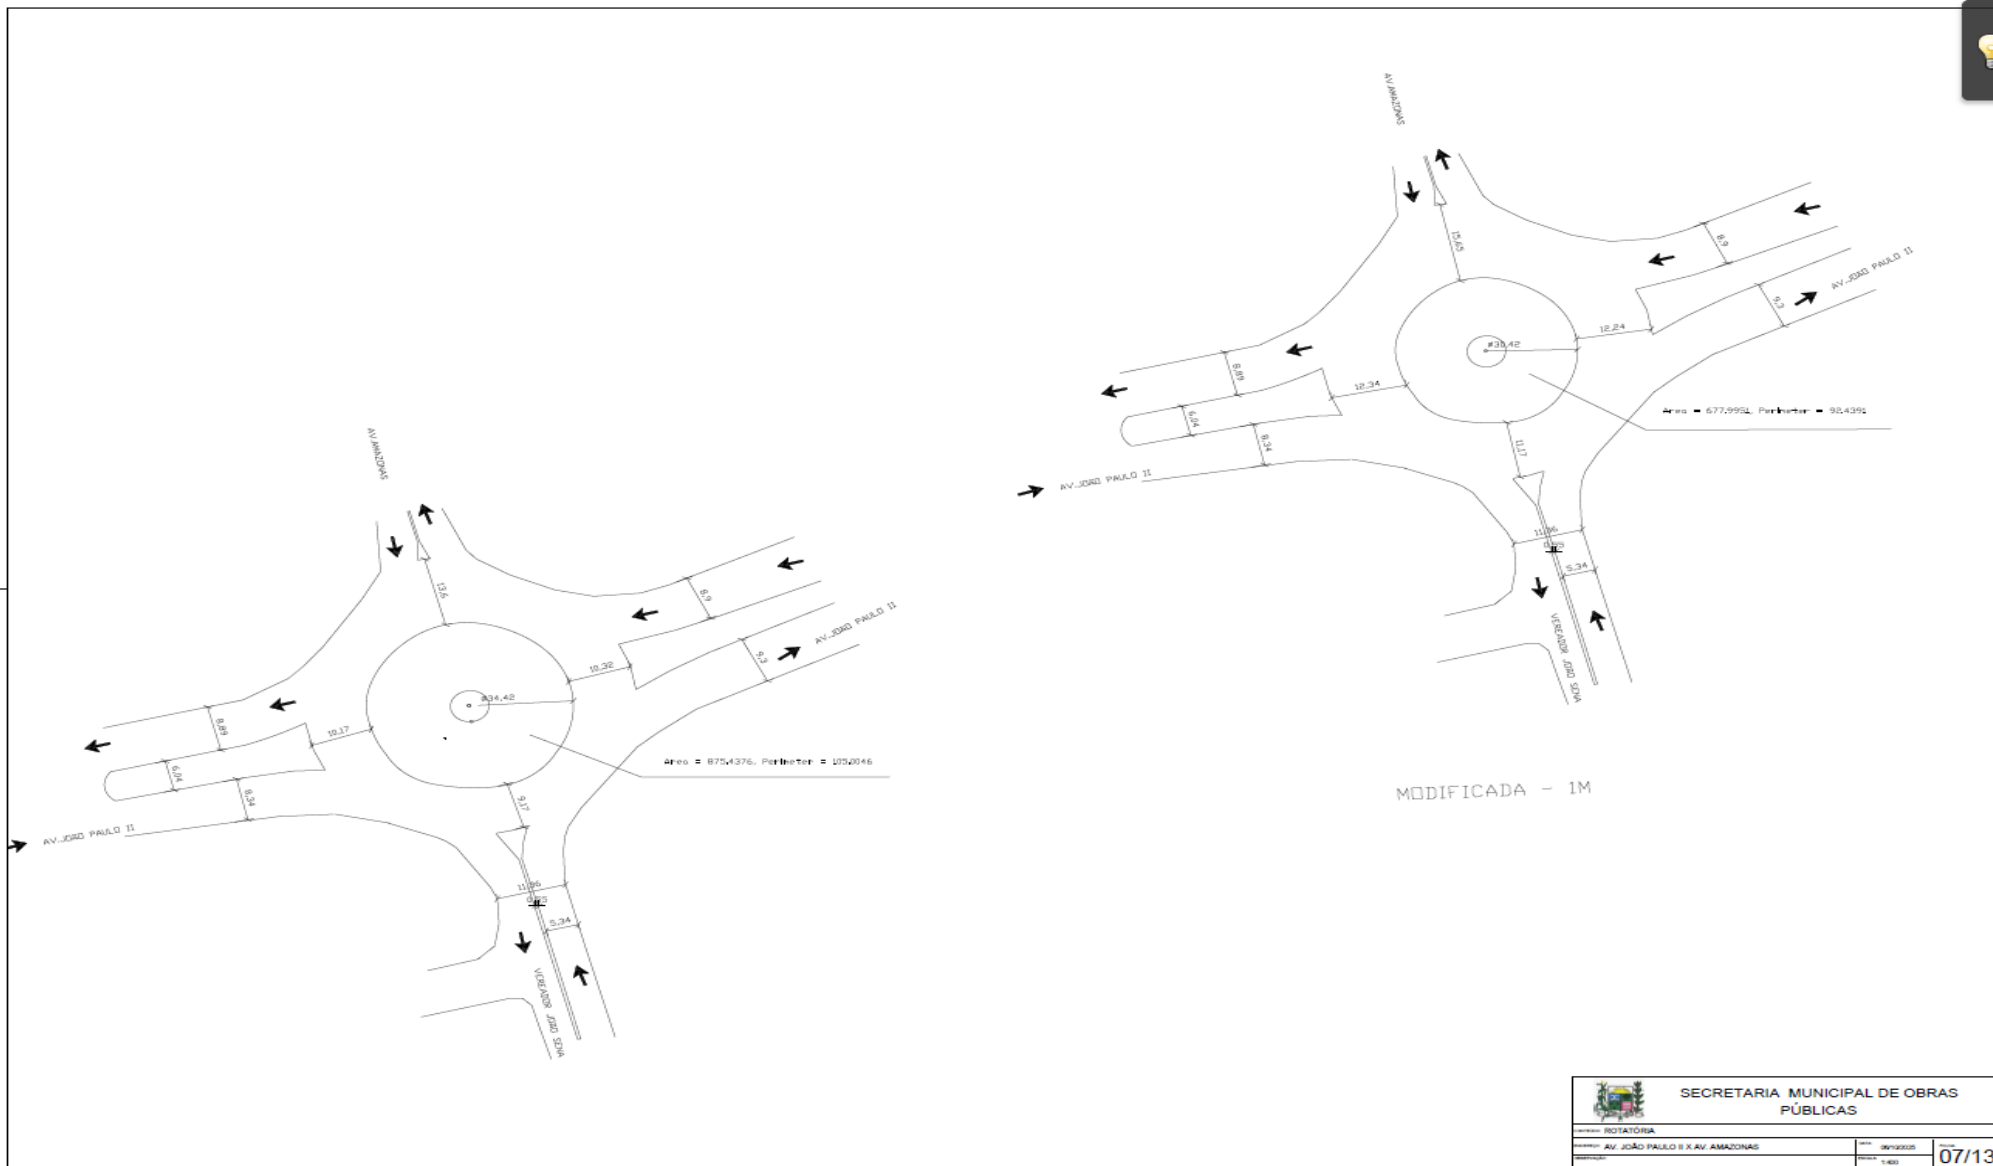 AV.AMAZONAS
13,6
8,9
AV.JOAO PAULO II
9,3
10,32
ø34,42
10,17
8,89
6,04
8,34
AV.JOAO PAULO II
Area = 875.4376, Perimeter = 105.0046
9,17
11,96
5,34
VEREADOR JOAO SENA
AV.AMAZONAS
15,65
8,9
AV.JOAO PAULO II
9,3
12,24
ø30,42
12,34
8,89
6,04
8,34
AV.JOAO PAULO II
Area = 677.9951, Perimeter = 92.4391
11,17
11,96
5,34
VEREADOR JOAO SENA
MODIFICADA - 1M
SECRETARIA MUNICIPAL DE OBRAS
PÚBLICAS
ROTATÓRIA
AV. JOÃO PAULO II X AV. AMAZONAS
07/13